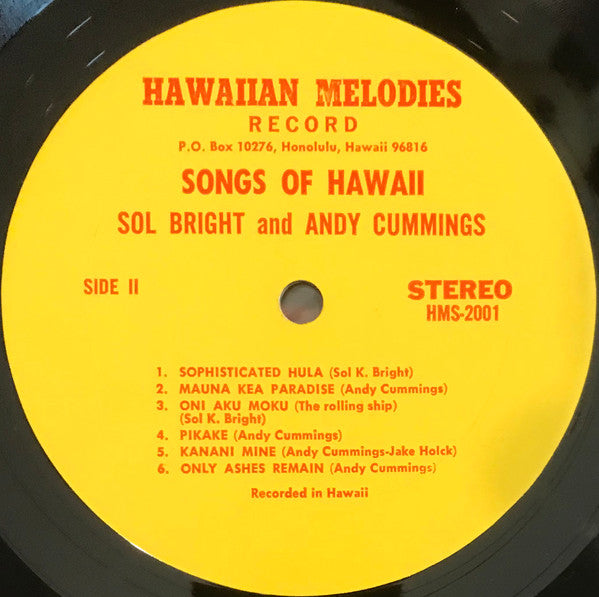 HAWAIIAN MELODIES
RECORD
P.O. Box 10276, Honolulu, Hawaii 96816
SONGS OF HAWAII
SOL BRIGHT and ANDY CUMMINGS
SIDE II
STEREO
HMS-2001
1. SOPHISTICATED HULA (Sol K. Bright)
2. MAUNA KEA PARADISE (Andy Cummings)
3. ONI AKU MOKU (The rolling ship)
(Sol K. Bright)
4. PIKAKE (Andy Cummings)
5. KANANI MINE (Andy Cummings-Jake Holck)
6. ONLY ASHES REMAIN (Andy Cummings)
Recorded in Hawaii